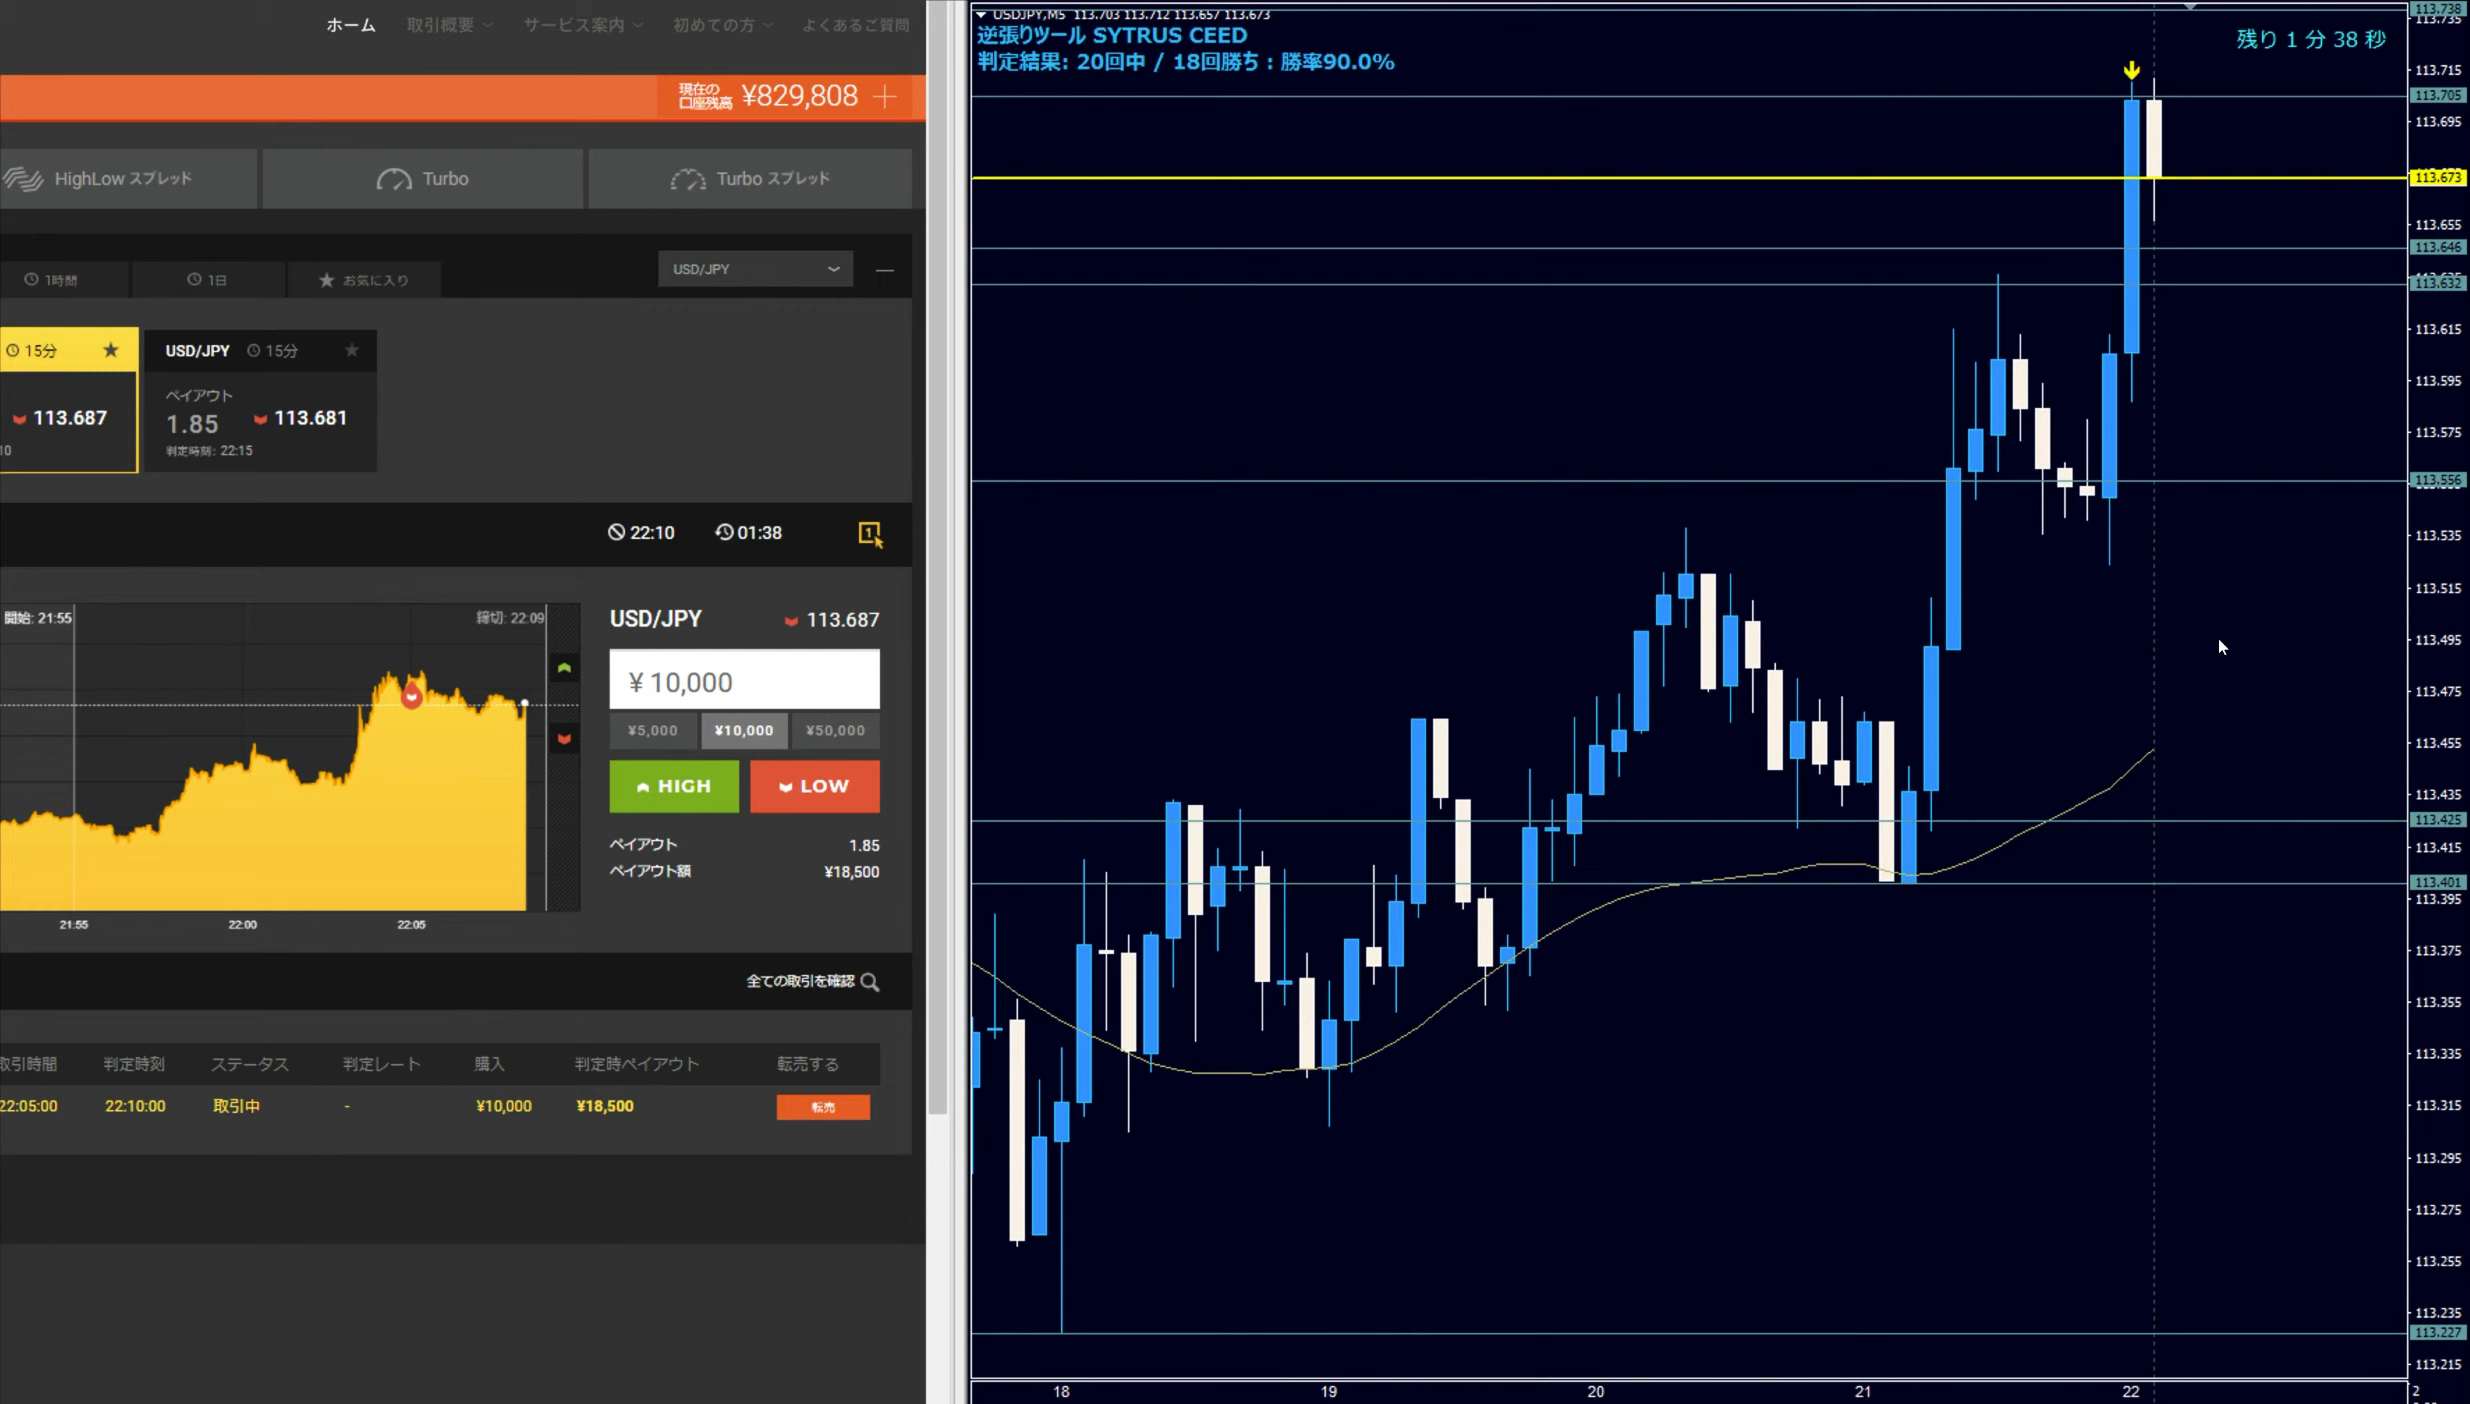 ホーム 取引概要 サービス案内 初めての方 よくあるご質問
現在の
口座残高 ¥829,808
HighLow スプレッド Turbo Turbo スプレッド
1時間 1日 お気に入り USD/JPY
15分 USD/JPY 15分
ペイアウト
113.687 1.85 113.681
10 判定時刻: 22:15
22:10 01:38
開始: 21:55 締切: 22:09
USD/JPY 113.687
¥ 10,000
¥5,000 ¥10,000 ¥50,000
HIGH LOW
ペイアウト 1.85
ペイアウト額 ¥18,500
21:55 22:00 22:05
全ての取引を確認
取引時間 判定時刻 ステータス 判定レート 購入 判定時ペイアウト 転売する
22:05:00 22:10:00 取引中 - ¥10,000 ¥18,500 転売
USDJPY,M5 113.703 113.712 113.657 113.673
逆張りツール SYTRUS CEED
判定結果: 20回中 / 18回勝ち : 勝率90.0%
残り 1 分 38 秒
113.738
113.735
113.715
113.705
113.695
113.673
113.655
113.646
113.632
113.615
113.595
113.575
113.556
113.535
113.515
113.495
113.475
113.455
113.435
113.425
113.415
113.401
113.395
113.375
113.355
113.335
113.315
113.295
113.275
113.255
113.235
113.227
113.215
18 19 20 21 22 2